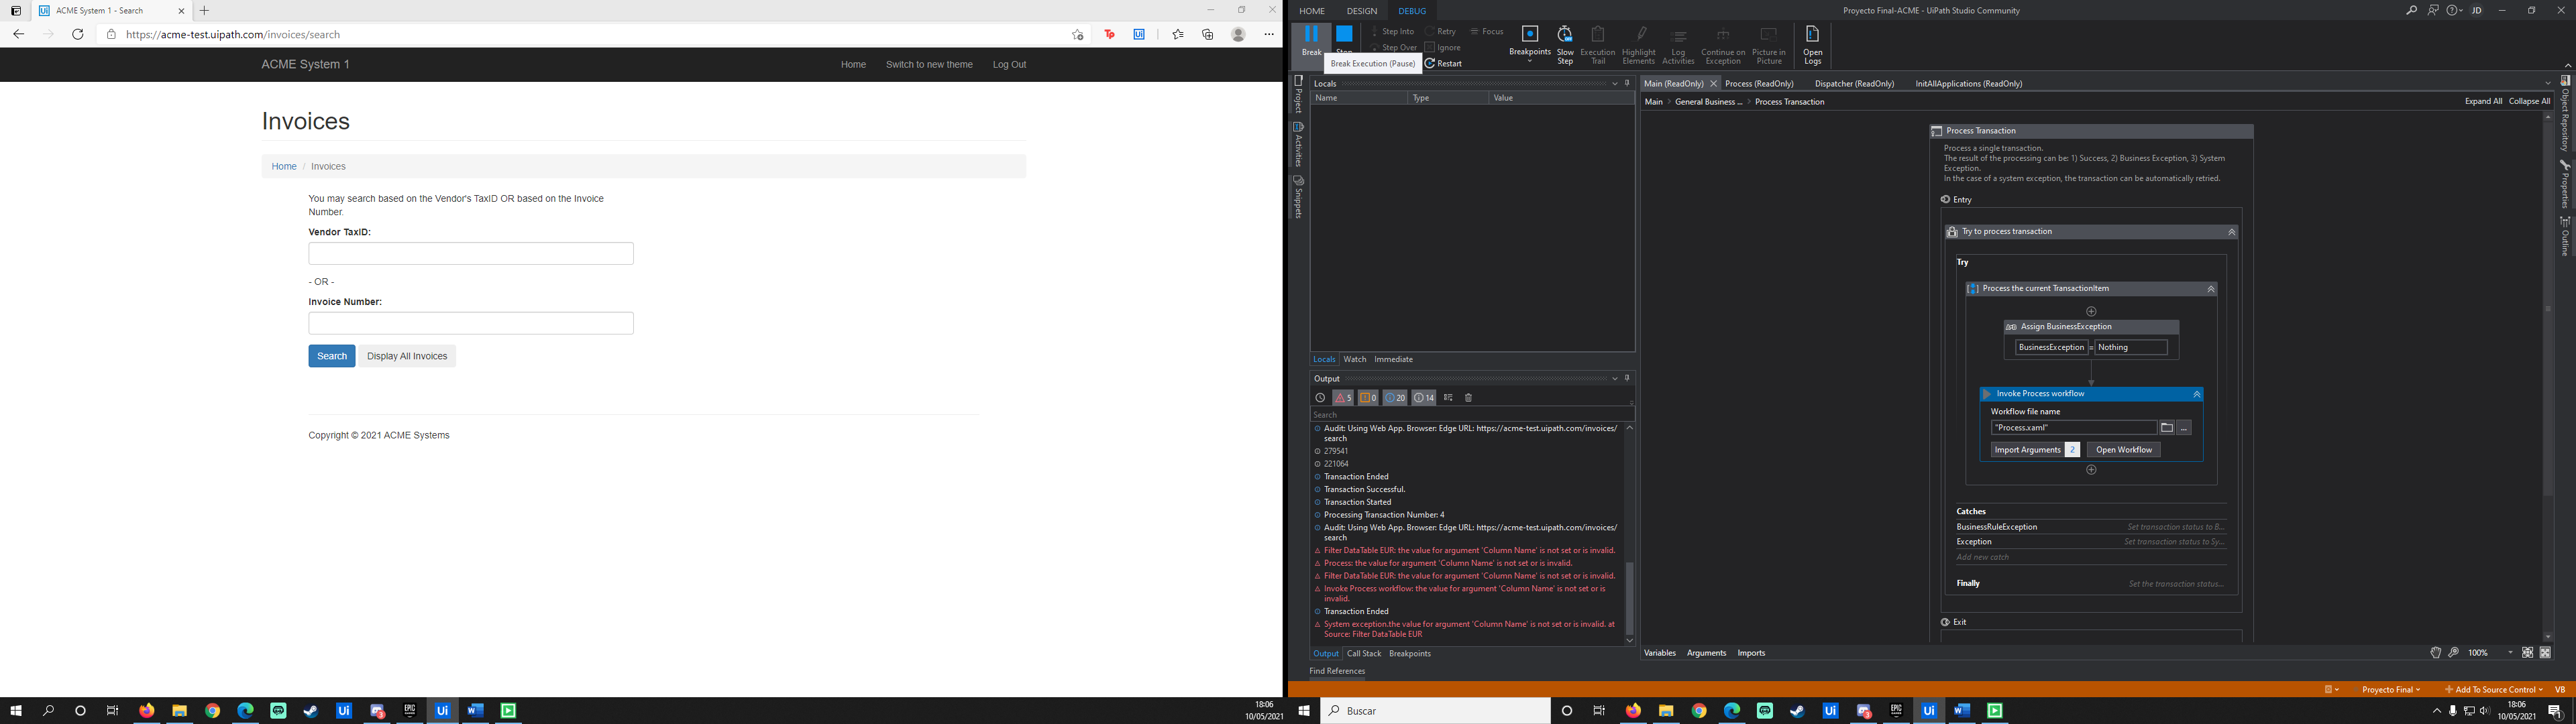 ACME System 1 - Search
https://acme-test.uipath.com/invoices/search
ACME System 1
Home
Switch to new theme
Log Out
Invoices
Home / Invoices
You may search based on the Vendor's TaxID OR based on the Invoice
Number.
Vendor TaxID:
- OR -
Invoice Number:
Search
Display All Invoices
Copyright © 2021 ACME Systems
18:06
10/05/2021
HOME
DESIGN
DEBUG
Proyecto Final-ACME - UiPath Studio Community
JD
Break
Stop
Step Into
Step Over
Retry
Ignore
Restart
Focus
Break Execution (Pause)
Breakpoints
Slow
Step
Execution
Trail
Highlight
Elements
Log
Activities
Continue on
Exception
Picture in
Picture
Open
Logs
Project
Activities
Snippets
Locals
Name
Type
Value
Locals
Watch
Immediate
Output
5
0
20
14
Search
Audit: Using Web App. Browser: Edge URL: https://acme-test.uipath.com/invoices/
search
279541
221064
Transaction Ended
Transaction Successful.
Transaction Started
Processing Transaction Number: 4
Audit: Using Web App. Browser: Edge URL: https://acme-test.uipath.com/invoices/
search
Filter DataTable EUR: the value for argument 'Column Name' is not set or is invalid.
Process: the value for argument 'Column Name' is not set or is invalid.
Filter DataTable EUR: the value for argument 'Column Name' is not set or is invalid.
Invoke Process workflow: the value for argument 'Column Name' is not set or is
invalid.
Transaction Ended
System exception.the value for argument 'Column Name' is not set or is invalid. at
Source: Filter DataTable EUR
Output
Call Stack
Breakpoints
Find References
Main (ReadOnly)
Process (ReadOnly)
Dispatcher (ReadOnly)
InitAllApplications (ReadOnly)
Main > General Business ... > Process Transaction
Expand All
Collapse All
Process Transaction
Process a single transaction.
The result of the processing can be: 1) Success, 2) Business Exception, 3) System
Exception.
In the case of a system exception, the transaction can be automatically retried.
Entry
Try to process transaction
Try
Process the current TransactionItem
Assign BusinessException
BusinessException = Nothing
Invoke Process workflow
Workflow file name
"Process.xaml"
...
Import Arguments 2
Open Workflow
Catches
BusinessRuleException
Set transaction status to B...
Exception
Set transaction status to Sy...
Add new catch
Finally
Set the transaction status...
Exit
Variables
Arguments
Imports
100%
Object Repository
Properties
Outline
Proyecto Final
Add To Source Control
VB
Buscar
18:06
10/05/2021